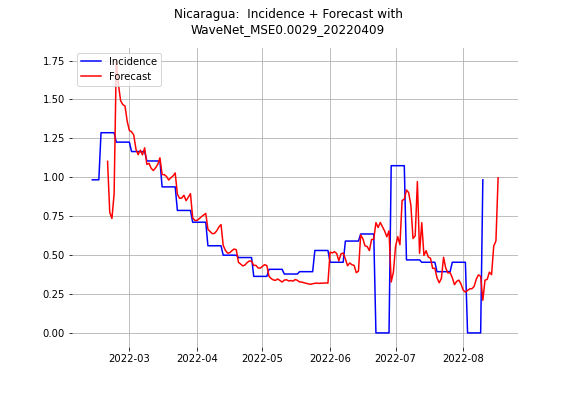 Nicaragua:  Incidence + Forecast with
WaveNet_MSE0.0029_20220409
Incidence
Forecast
1.75
1.50
1.25
1.00
0.75
0.50
0.25
0.00
2022-03 2022-04 2022-05 2022-06 2022-07 2022-08